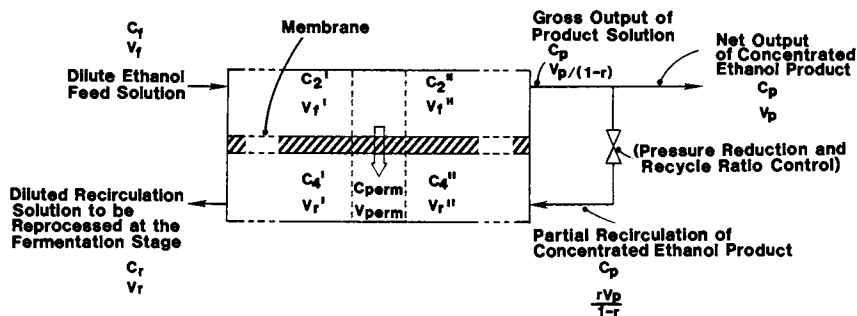 Cf
Vf
Dilute Ethanol
Feed Solution
Membrane
Gross Output of
Product Solution
Cp
Vp/(1-r)
Net Output
of Concentrated
Ethanol Product
Cp
Vp
C2' C2"
Vf' Vf"
(Pressure Reduction and
Recycle Ratio Control)
C4' Cperm C4"
Vr' Vperm Vr"
Diluted Recirculation
Solution to be
Reprocessed at the
Fermentation Stage
Cr
Vr
Partial Recirculation of
Concentrated Ethanol Product
Cp
rVp
1-r